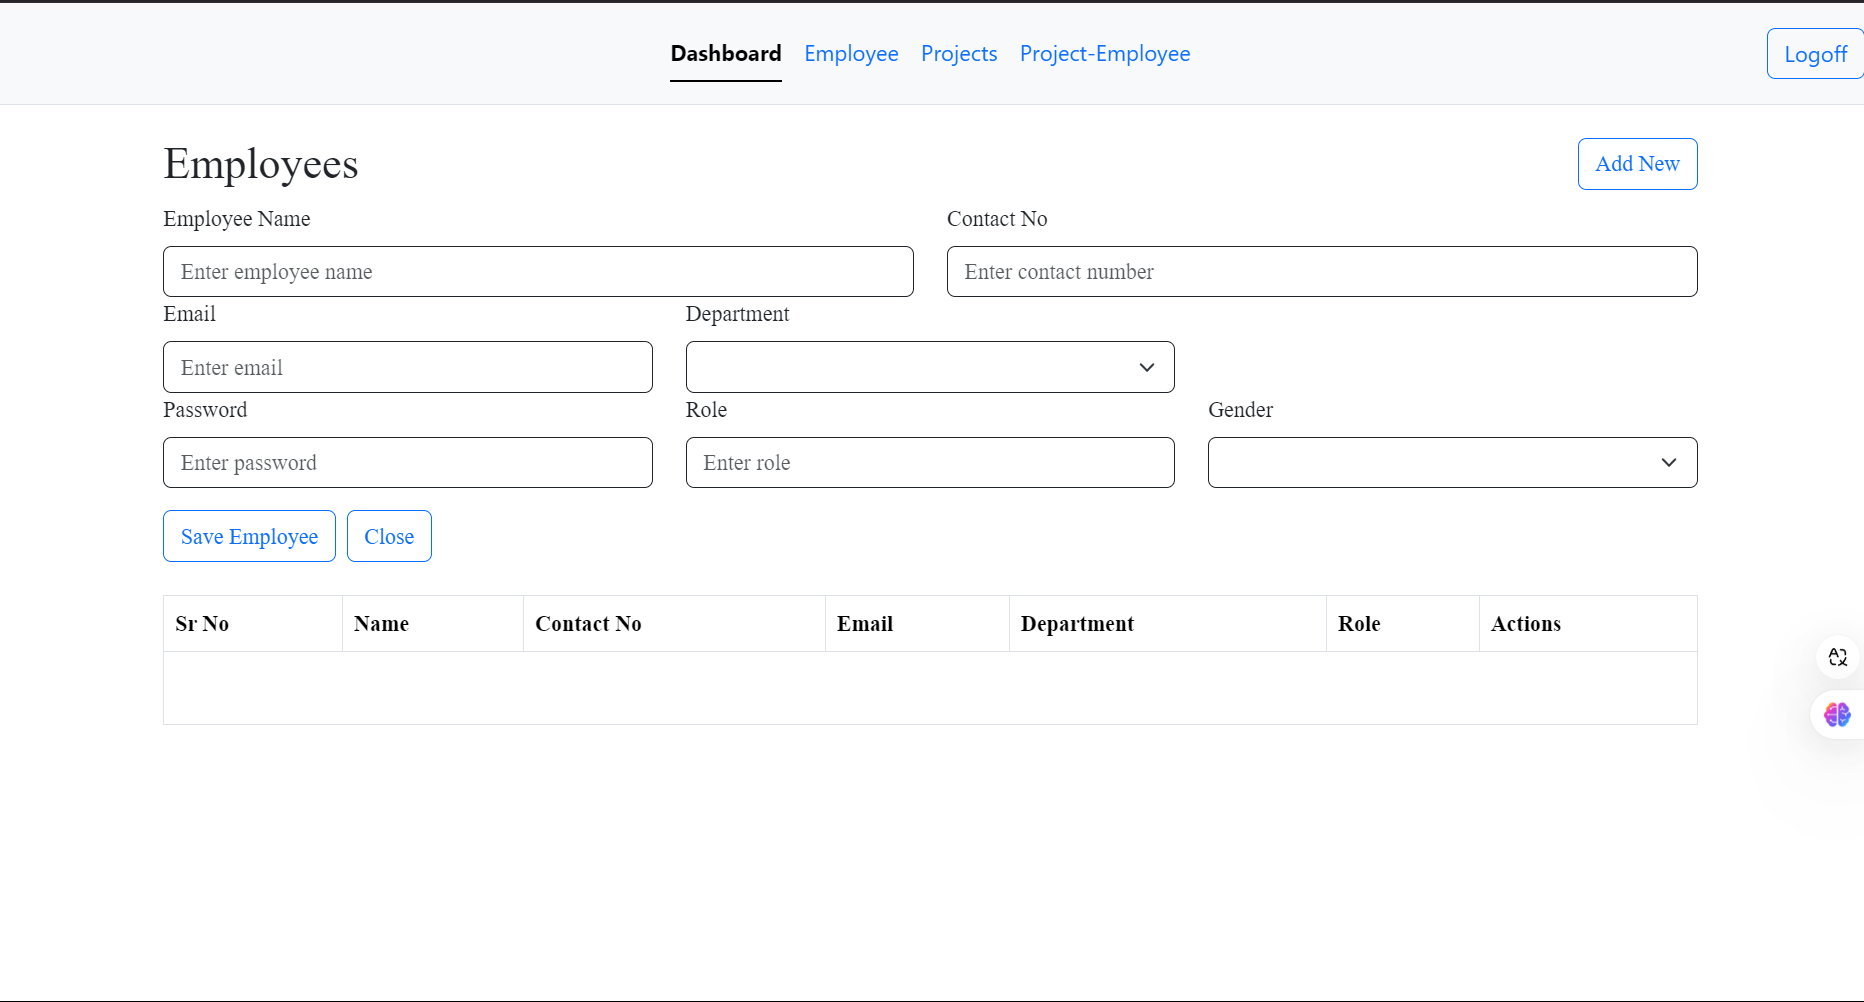 Dashboard Employee Projects Project-Employee Logoff
Employees Add New
Employee Name Contact No
Enter employee name Enter contact number
Email Department
Enter email
Password Role Gender
Enter password Enter role
Save Employee Close
Sr No Name Contact No Email Department Role Actions